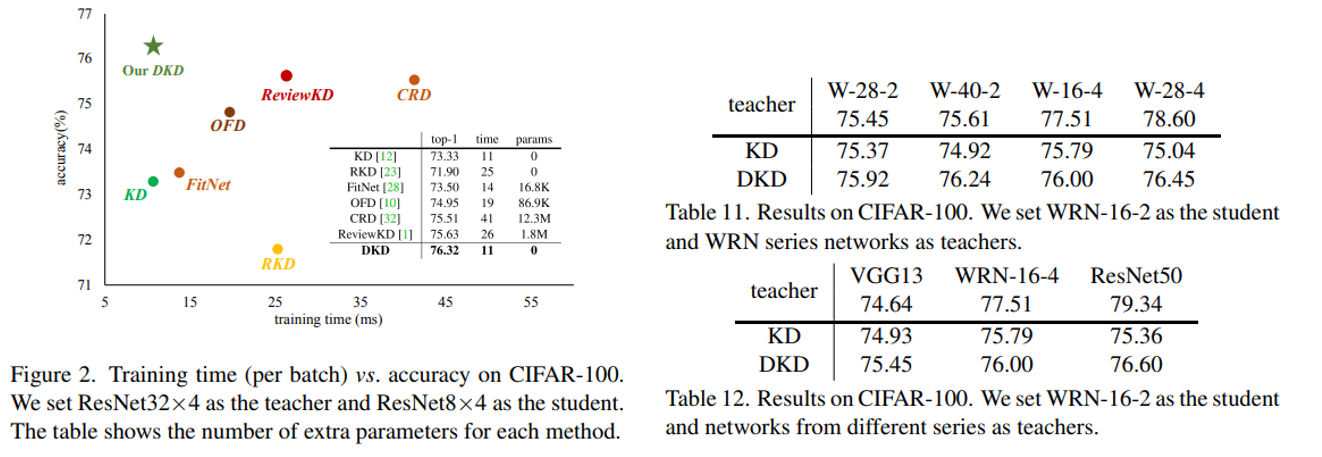 77
76
75
74
73
72
71
accuracy(%)
Our DKD
ReviewKD
CRD
OFD
KD
FitNet
RKD
top-1 time params
KD [12] 73.33 11 0
RKD [23] 71.90 25 0
FitNet [28] 73.50 14 16.8K
OFD [10] 74.95 19 86.9K
CRD [32] 75.51 41 12.3M
ReviewKD [1] 75.63 26 1.8M
DKD 76.32 11 0
5 15 25 35 45 55
training time (ms)
Figure 2. Training time (per batch) vs. accuracy on CIFAR-100.
We set ResNet32×4 as the teacher and ResNet8×4 as the student.
The table shows the number of extra parameters for each method.
teacher W-28-2 W-40-2 W-16-4 W-28-4
75.45 75.61 77.51 78.60
KD 75.37 74.92 75.79 75.04
DKD 75.92 76.24 76.00 76.45
Table 11. Results on CIFAR-100. We set WRN-16-2 as the student
and WRN series networks as teachers.
teacher VGG13 WRN-16-4 ResNet50
74.64 77.51 79.34
KD 74.93 75.79 75.36
DKD 75.45 76.00 76.60
Table 12. Results on CIFAR-100. We set WRN-16-2 as the student
and networks from different series as teachers.